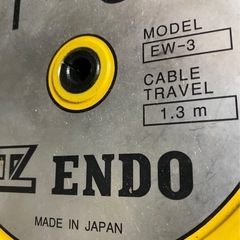 MODEL
EW-3
CABLE
TRAVEL
1.3 m
ENDO
MADE IN JAPAN